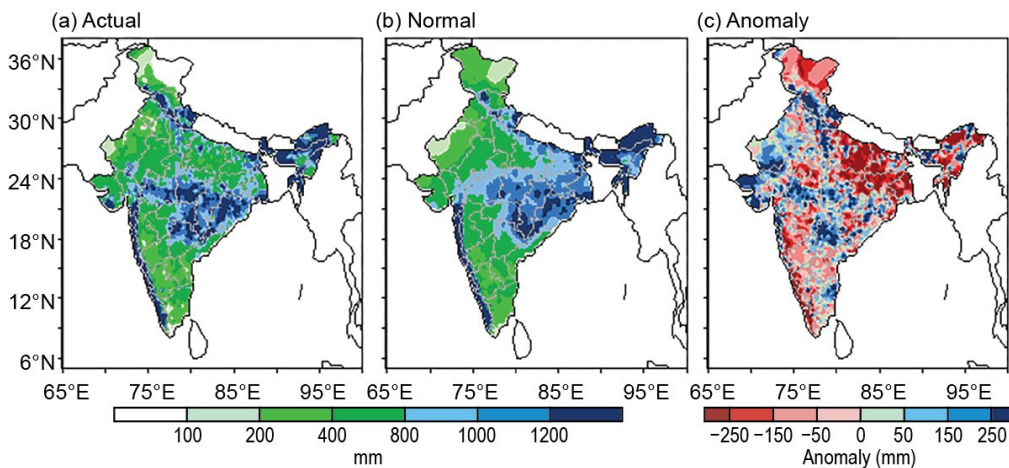 (a) Actual (b) Normal (c) Anomaly
36°N
30°N
24°N
18°N
12°N
6°N
65°E 75°E 85°E 95°E 65°E 75°E 85°E 95°E 65°E 75°E 85°E 95°E
100 200 400 800 1000 1200
mm
−250 −150 −50 0 50 150 250
Anomaly (mm)